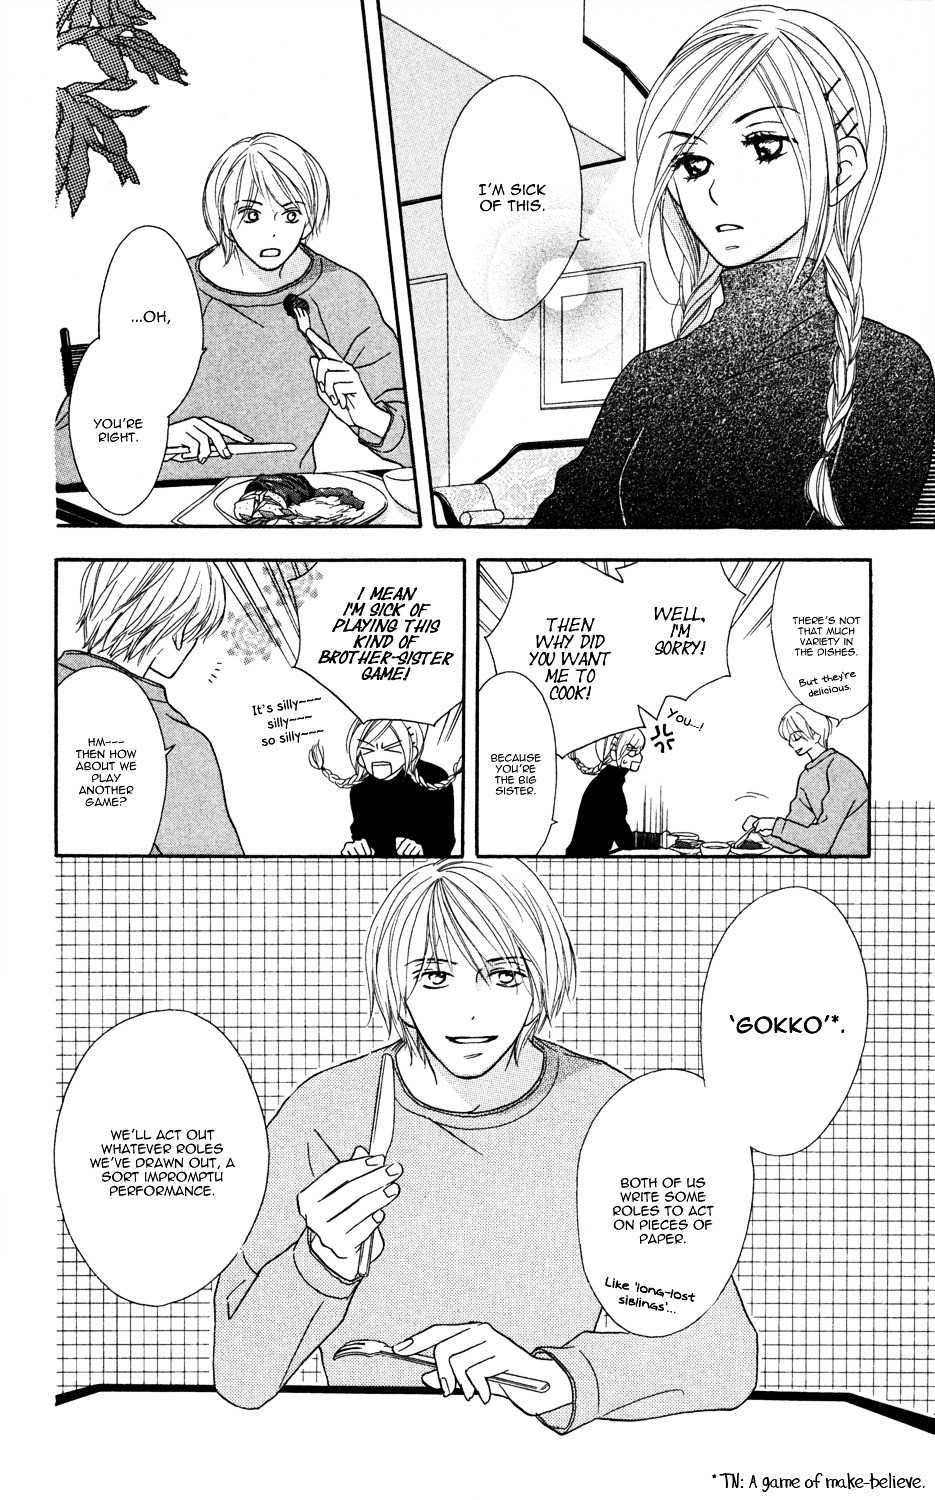 I'M SICK
OF THIS.
...OH,
YOU'RE
RIGHT.
THERE'S NOT
THAT MUCH
VARIETY IN
THE DISHES.
But they're
delicious.
WELL,
I'M
SORRY!
THEN
WHY DID
YOU WANT
ME TO
COOK!
You...!
BECAUSE
YOU'RE
THE BIG
SISTER.
I MEAN
I'M SICK OF
PLAYING THIS
KIND OF
BROTHER-SISTER
GAME!
It's silly~~~
silly~~~
so silly~~~
HM---
THEN HOW
ABOUT WE
PLAY
ANOTHER
GAME?
'GOKKO'*.
BOTH OF US
WRITE SOME
ROLES TO ACT
ON PIECES OF
PAPER.
Like 'long-lost
siblings'...
WE'LL ACT OUT
WHATEVER ROLES
WE'VE DRAWN OUT, A
SORT IMPROMPTU
PERFORMANCE.
*TN: A game of make-believe.